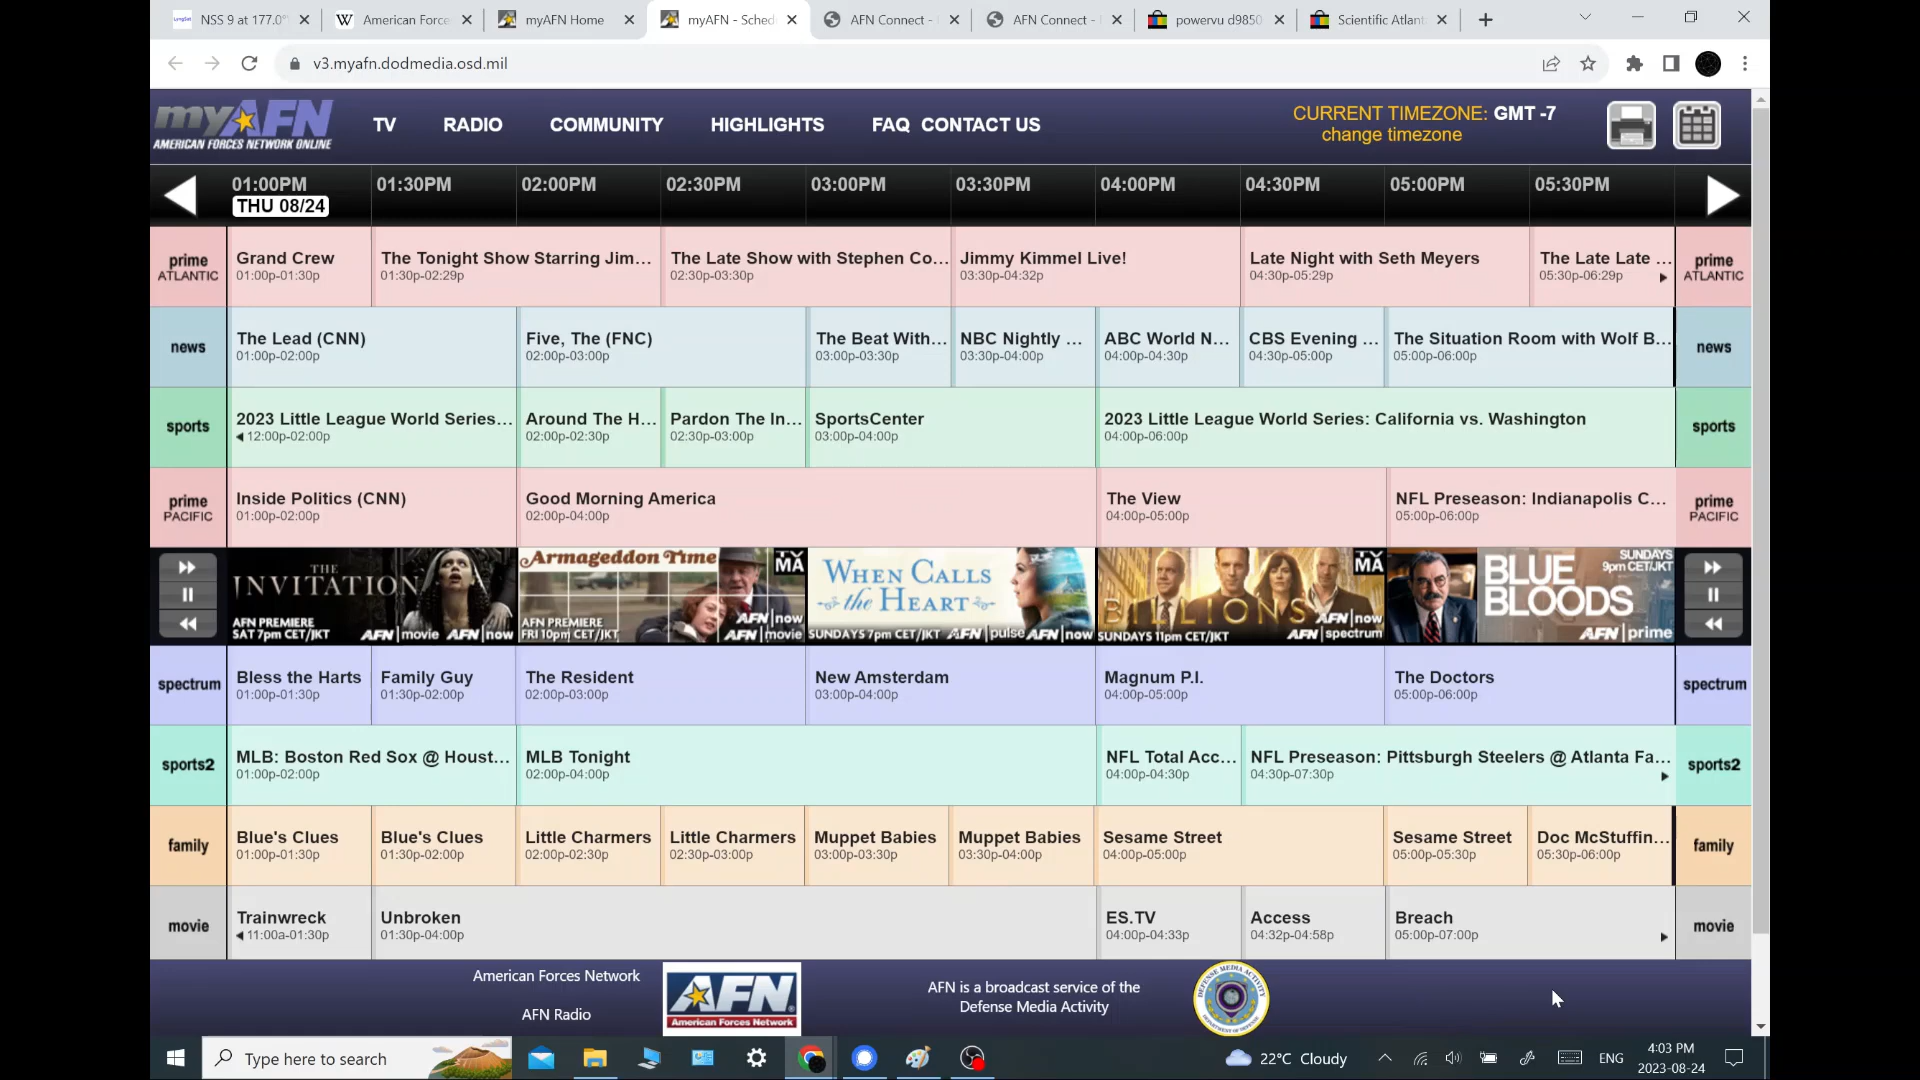 NSS 9 at 177.0°
American Force
myAFN Home
myAFN - Sched
AFN Connect -
AFN Connect -
powervu d9850
Scientific Atlant
v3.myafn.dodmedia.osd.mil
myAFN
AMERICAN FORCES NETWORK ONLINE
TV
RADIO
COMMUNITY
HIGHLIGHTS
FAQ
CONTACT US
CURRENT TIMEZONE: GMT -7
change timezone
01:00PM 01:30PM 02:00PM 02:30PM 03:00PM 03:30PM 04:00PM 04:30PM 05:00PM 05:30PM
THU 08/24
prime
ATLANTIC
Grand Crew
01:00p-01:30p
The Tonight Show Starring Jim...
01:30p-02:29p
The Late Show with Stephen Co...
02:30p-03:30p
Jimmy Kimmel Live!
03:30p-04:32p
Late Night with Seth Meyers
04:30p-05:29p
The Late Late ...
05:30p-06:29p
prime
ATLANTIC
news
The Lead (CNN)
01:00p-02:00p
Five, The (FNC)
02:00p-03:00p
The Beat With...
03:00p-03:30p
NBC Nightly ...
03:30p-04:00p
ABC World N...
04:00p-04:30p
CBS Evening ...
04:30p-05:00p
The Situation Room with Wolf B...
05:00p-06:00p
news
sports
2023 Little League World Series...
12:00p-02:00p
Around The H...
02:00p-02:30p
Pardon The In...
02:30p-03:00p
SportsCenter
03:00p-04:00p
2023 Little League World Series: California vs. Washington
04:00p-06:00p
sports
prime
PACIFIC
Inside Politics (CNN)
01:00p-02:00p
Good Morning America
02:00p-04:00p
The View
04:00p-05:00p
NFL Preseason: Indianapolis C...
05:00p-06:00p
prime
PACIFIC
THE
INVITATION
AFN PREMIERE
SAT 7pm CET/JKT
AFN|movie AFN|now
Armageddon Time
TV
MA
AFN PREMIERE
FRI 10pm CET/JKT
AFN|now
AFN|movie
WHEN CALLS
the HEART
SUNDAYS 7pm CET/JKT AFN|pulse AFN|now
TV
MA
BILLIONS
SUNDAYS 11pm CET/JKT
AFN|now
AFN|spectrum
BLUE
BLOODS
SUNDAYS
9pm CET/JKT
AFN|prime
spectrum
Bless the Harts
01:00p-01:30p
Family Guy
01:30p-02:00p
The Resident
02:00p-03:00p
New Amsterdam
03:00p-04:00p
Magnum P.I.
04:00p-05:00p
The Doctors
05:00p-06:00p
spectrum
sports2
MLB: Boston Red Sox @ Houst...
01:00p-02:00p
MLB Tonight
02:00p-04:00p
NFL Total Acc...
04:00p-04:30p
NFL Preseason: Pittsburgh Steelers @ Atlanta Fa...
04:30p-07:30p
sports2
family
Blue's Clues
01:00p-01:30p
Blue's Clues
01:30p-02:00p
Little Charmers
02:00p-02:30p
Little Charmers
02:30p-03:00p
Muppet Babies
03:00p-03:30p
Muppet Babies
03:30p-04:00p
Sesame Street
04:00p-05:00p
Sesame Street
05:00p-05:30p
Doc McStuffin...
05:30p-06:00p
family
movie
Trainwreck
11:00a-01:30p
Unbroken
01:30p-04:00p
ES.TV
04:00p-04:33p
Access
04:32p-04:58p
Breach
05:00p-07:00p
movie
American Forces Network
AFN Radio
AFN
American Forces Network
AFN is a broadcast service of the
Defense Media Activity
DEFENSE MEDIA ACTIVITY
DEPARTMENT OF DEFENSE
Type here to search
22°C Cloudy
ENG
4:03 PM
2023-08-24